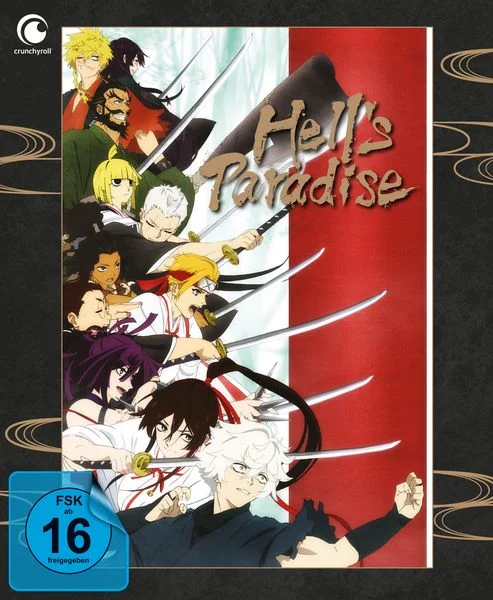 crunchyroll
Hell's
Paradise
FSK
ab
16
freigegeben